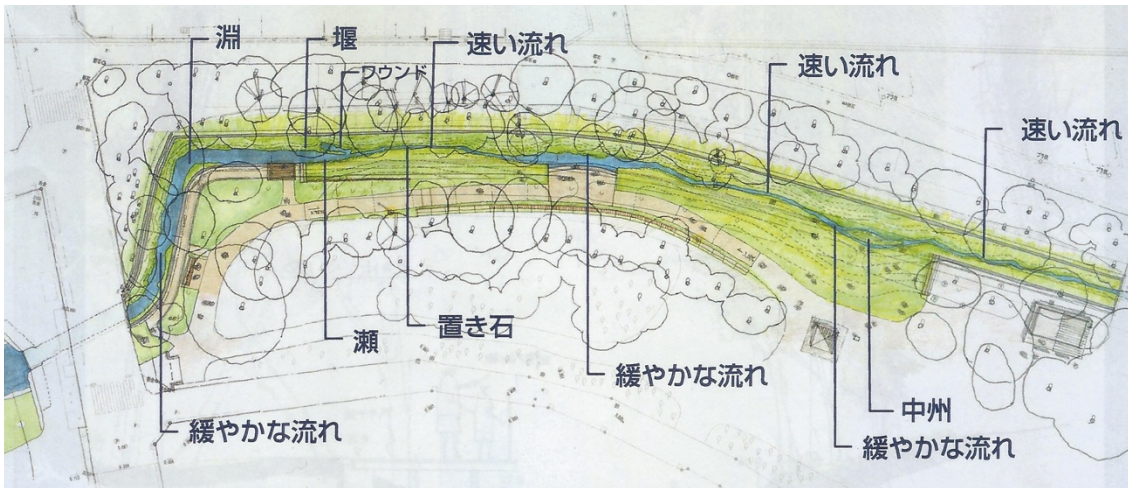 淵
堰
速い流れ
ワウンド
速い流れ
速い流れ
瀬
置き石
緩やかな流れ
中州
緩やかな流れ
緩やかな流れ